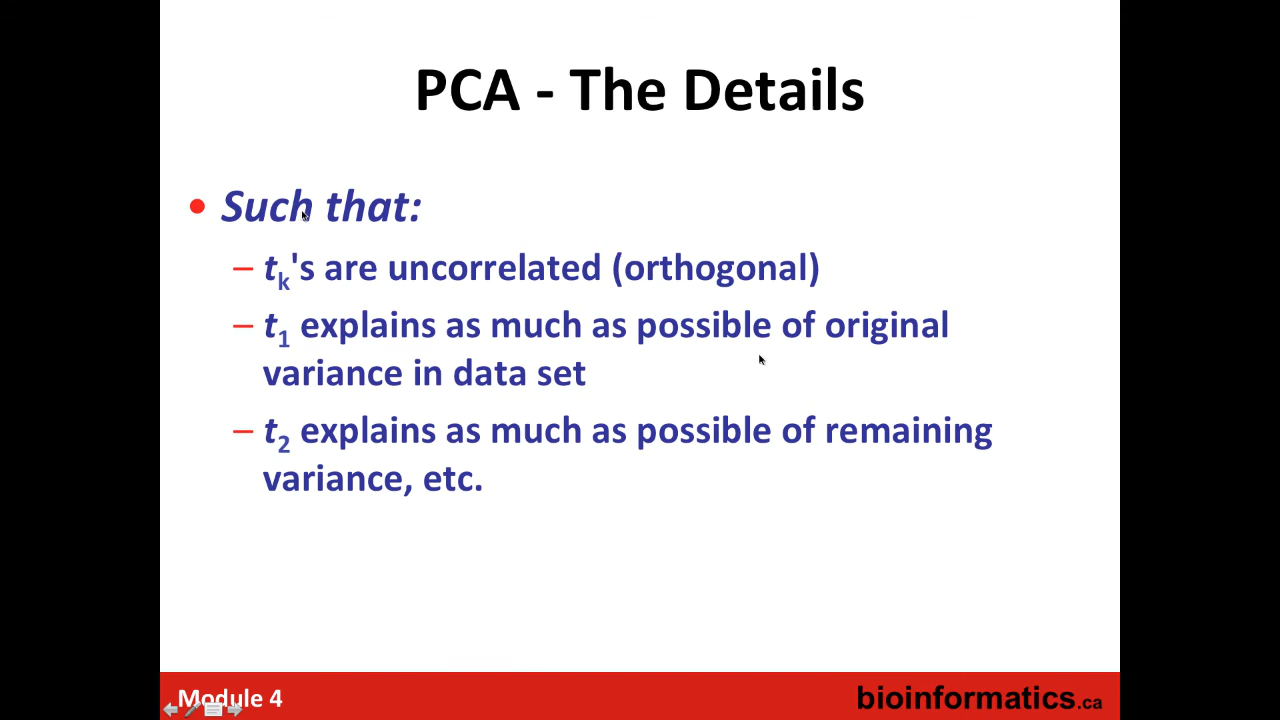 PCA - The Details
• Such that:
– tk's are uncorrelated (orthogonal)
– t1 explains as much as possible of original
variance in data set
– t2 explains as much as possible of remaining
variance, etc.
Module 4
bioinformatics.ca